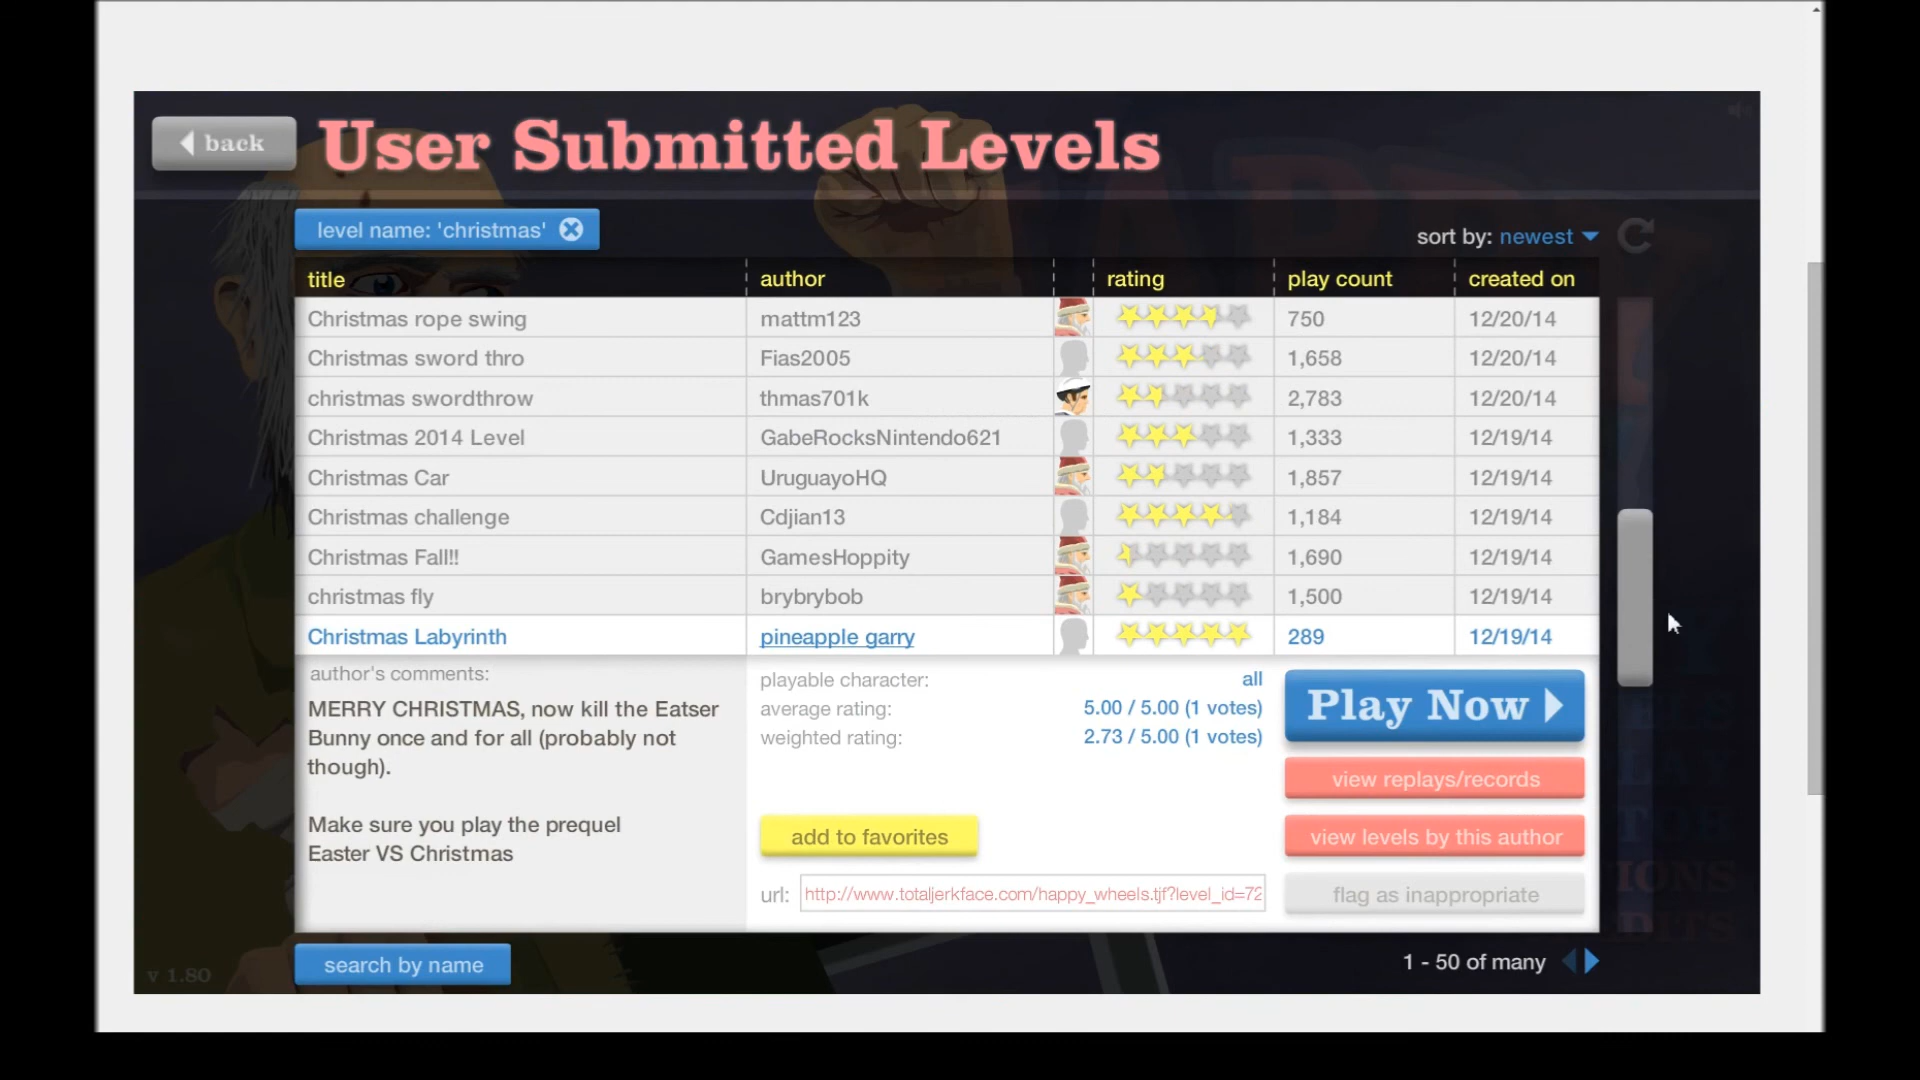 back
User Submitted Levels
level name: 'christmas'
sort by: newest
title author rating play count created on
Christmas rope swing mattm123 750 12/20/14
Christmas sword thro Fias2005 1,658 12/20/14
christmas swordthrow thmas701k 2,783 12/20/14
Christmas 2014 Level GabeRocksNintendo621 1,333 12/19/14
Christmas Car UruguayoHQ 1,857 12/19/14
Christmas challenge Cdjian13 1,184 12/19/14
Christmas Fall!! GamesHoppity 1,690 12/19/14
christmas fly brybrybob 1,500 12/19/14
Christmas Labyrinth pineapple garry 289 12/19/14
author's comments:
MERRY CHRISTMAS, now kill the Eatser
Bunny once and for all (probably not
though).
Make sure you play the prequel
Easter VS Christmas
playable character: all
average rating: 5.00 / 5.00 (1 votes)
weighted rating: 2.73 / 5.00 (1 votes)
add to favorites
url: http://www.totaljerkface.com/happy_wheels.tjf?level_id=72
Play Now
view replays/records
view levels by this author
flag as inappropriate
v 1.80
search by name
1 - 50 of many